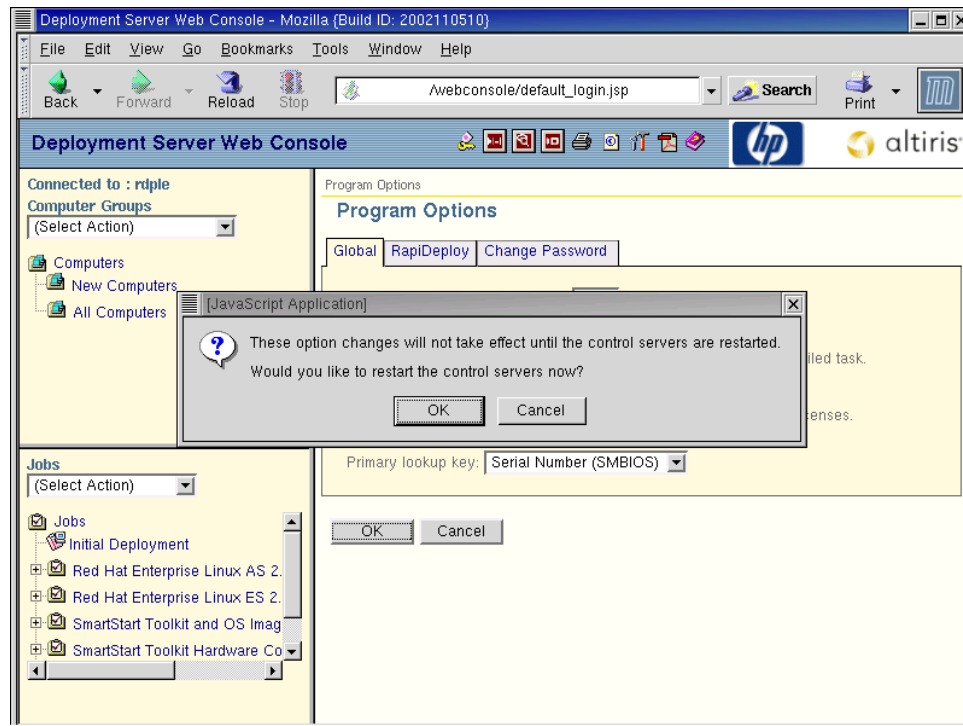 Deployment Server Web Console - Mozilla {Build ID: 2002110510}
File Edit View Go Bookmarks Tools Window Help
Back Forward Reload Stop /webconsole/default_login.jsp Search Print
Deployment Server Web Console
hp
altiris
Connected to : rdple
Computer Groups
(Select Action)
Computers
New Computers
All Computers
Program Options
Program Options
Global RapiDeploy Change Password
[JavaScript Application]
These option changes will not take effect until the control servers are restarted.
Would you like to restart the control servers now?
OK Cancel
task.
Primary lookup key: Serial Number (SMBIOS)
OK Cancel
Jobs
(Select Action)
Jobs
Initial Deployment
Red Hat Enterprise Linux AS 2.
Red Hat Enterprise Linux ES 2.
SmartStart Toolkit and OS Imag
SmartStart Toolkit Hardware Co